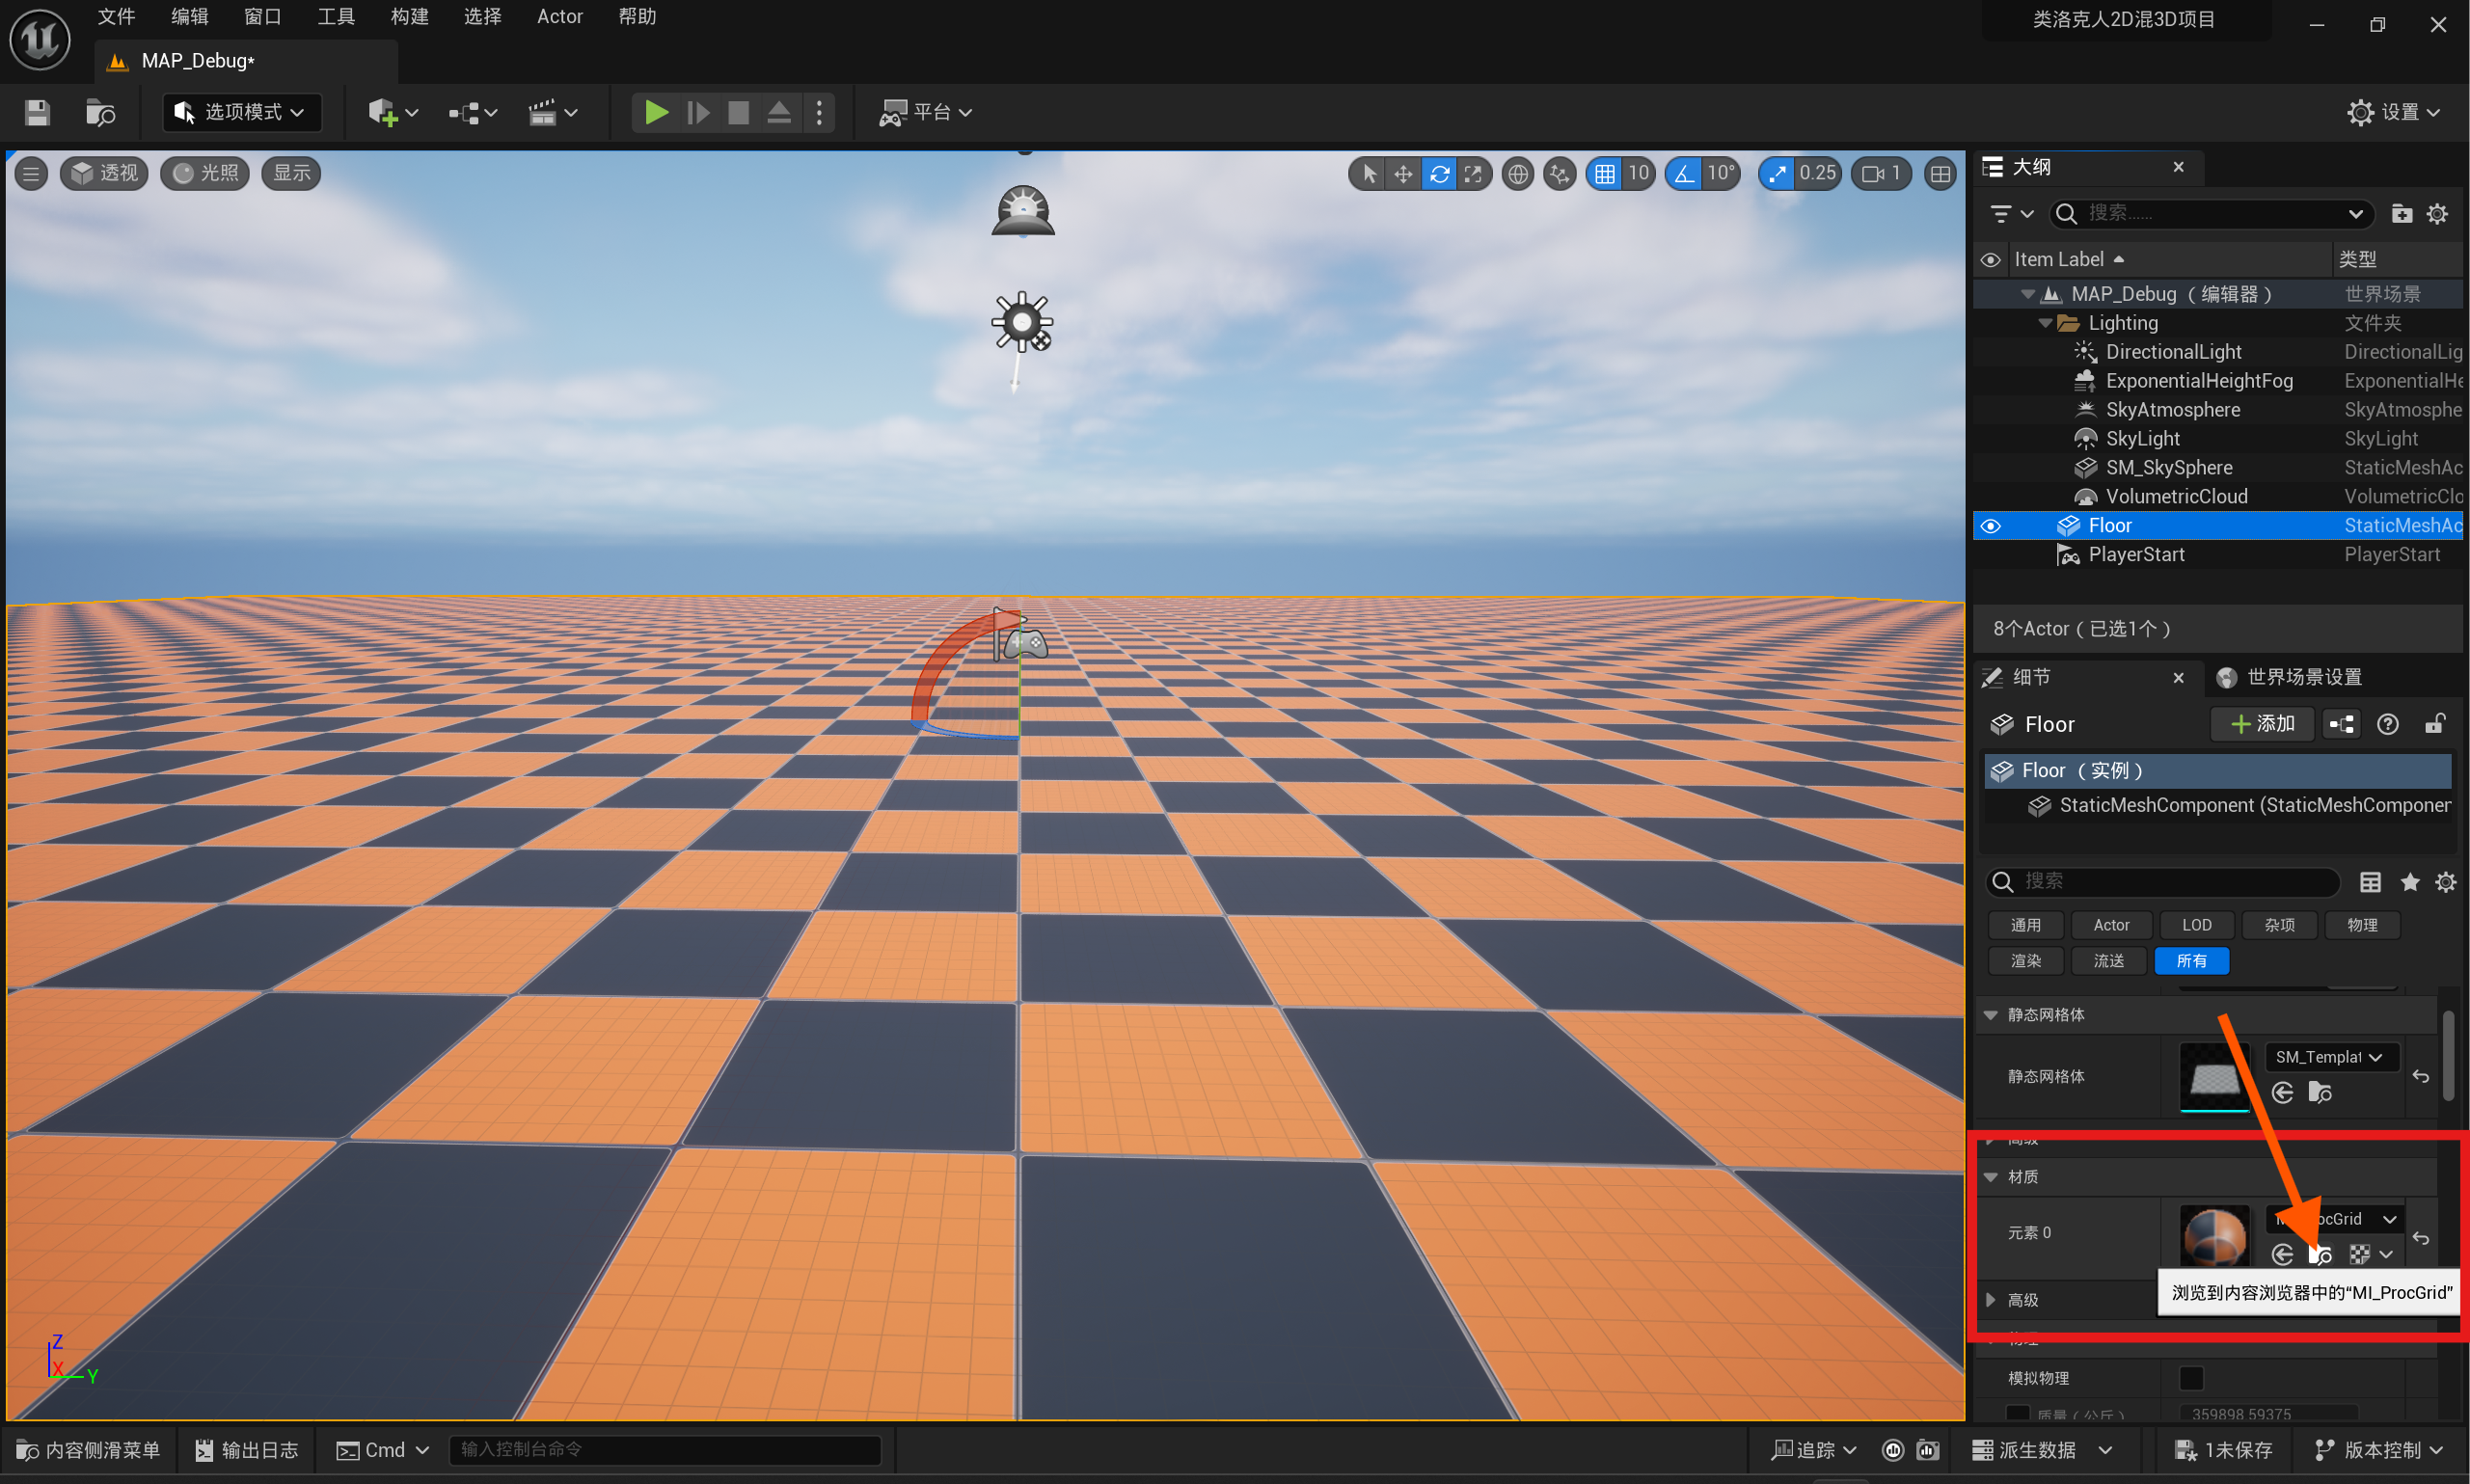 文件 编辑 窗口 工具 构建 选择 Actor 帮助
类洛克人2D混3D项目
MAP_Debug*
选项模式
平台
设置
透视 光照 显示
10 10° 0.25 1
大纲
搜索......
Item Label 类型
MAP_Debug（编辑器） 世界场景
Lighting 文件夹
DirectionalLight DirectionalLig
ExponentialHeightFog ExponentialHe
SkyAtmosphere SkyAtmosphe
SkyLight SkyLight
SM_SkySphere StaticMeshAc
VolumetricCloud VolumetricClo
Floor StaticMeshAc
PlayerStart PlayerStart
8个Actor（已选1个）
细节 世界场景设置
Floor 添加
Floor（实例）
StaticMeshComponent (StaticMeshComponen
搜索
通用 Actor LOD 杂项 物理
渲染 流送 所有
静态网格体
静态网格体 SM_Templat
高级
材质
元素 0
高级
浏览到内容浏览器中的“MI_ProcGrid”
物理
模拟物理
质量（公斤） 359898.59375
Z
X
Y
内容侧滑菜单 输出日志 Cmd 输入控制台命令 追踪 派生数据 1未保存 版本控制